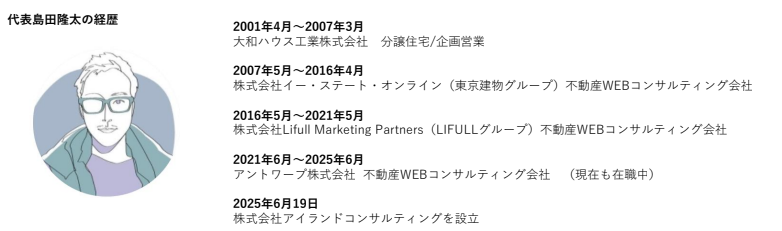 代表島田隆太の経歴
2001年4月〜2007年3月
大和ハウス工業株式会社　分譲住宅/企画営業
2007年5月〜2016年4月
株式会社イー・ステート・オンライン（東京建物グループ）不動産WEBコンサルティング会社
2016年5月〜2021年5月
株式会社Lifull Marketing Partners（LIFULLグループ）不動産WEBコンサルティング会社
2021年6月〜2025年6月
アントワープ株式会社 不動産WEBコンサルティング会社　（現在も在職中）
2025年6月19日
株式会社アイランドコンサルティングを設立